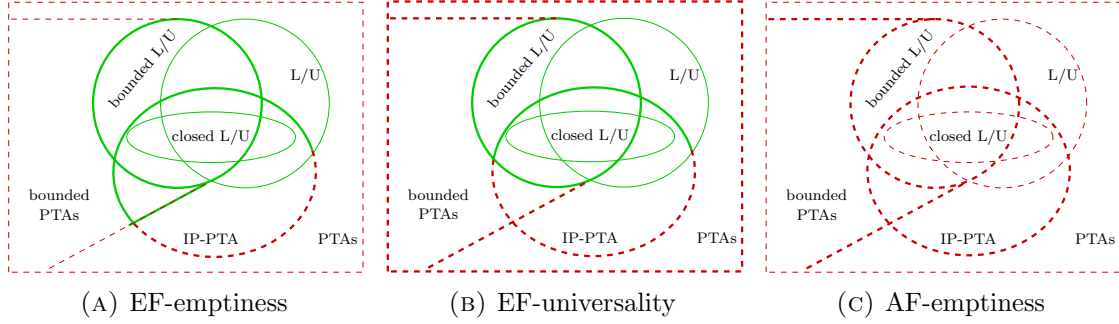 bounded L/U
L/U
closed L/U
bounded
PTAs
IP-PTA
PTAs
(A) EF-emptiness
bounded L/U
L/U
closed L/U
bounded
PTAs
IP-PTA
PTAs
(B) EF-universality
bounded L/U
L/U
closed L/U
bounded
PTAs
IP-PTA
PTAs
(C) AF-emptiness